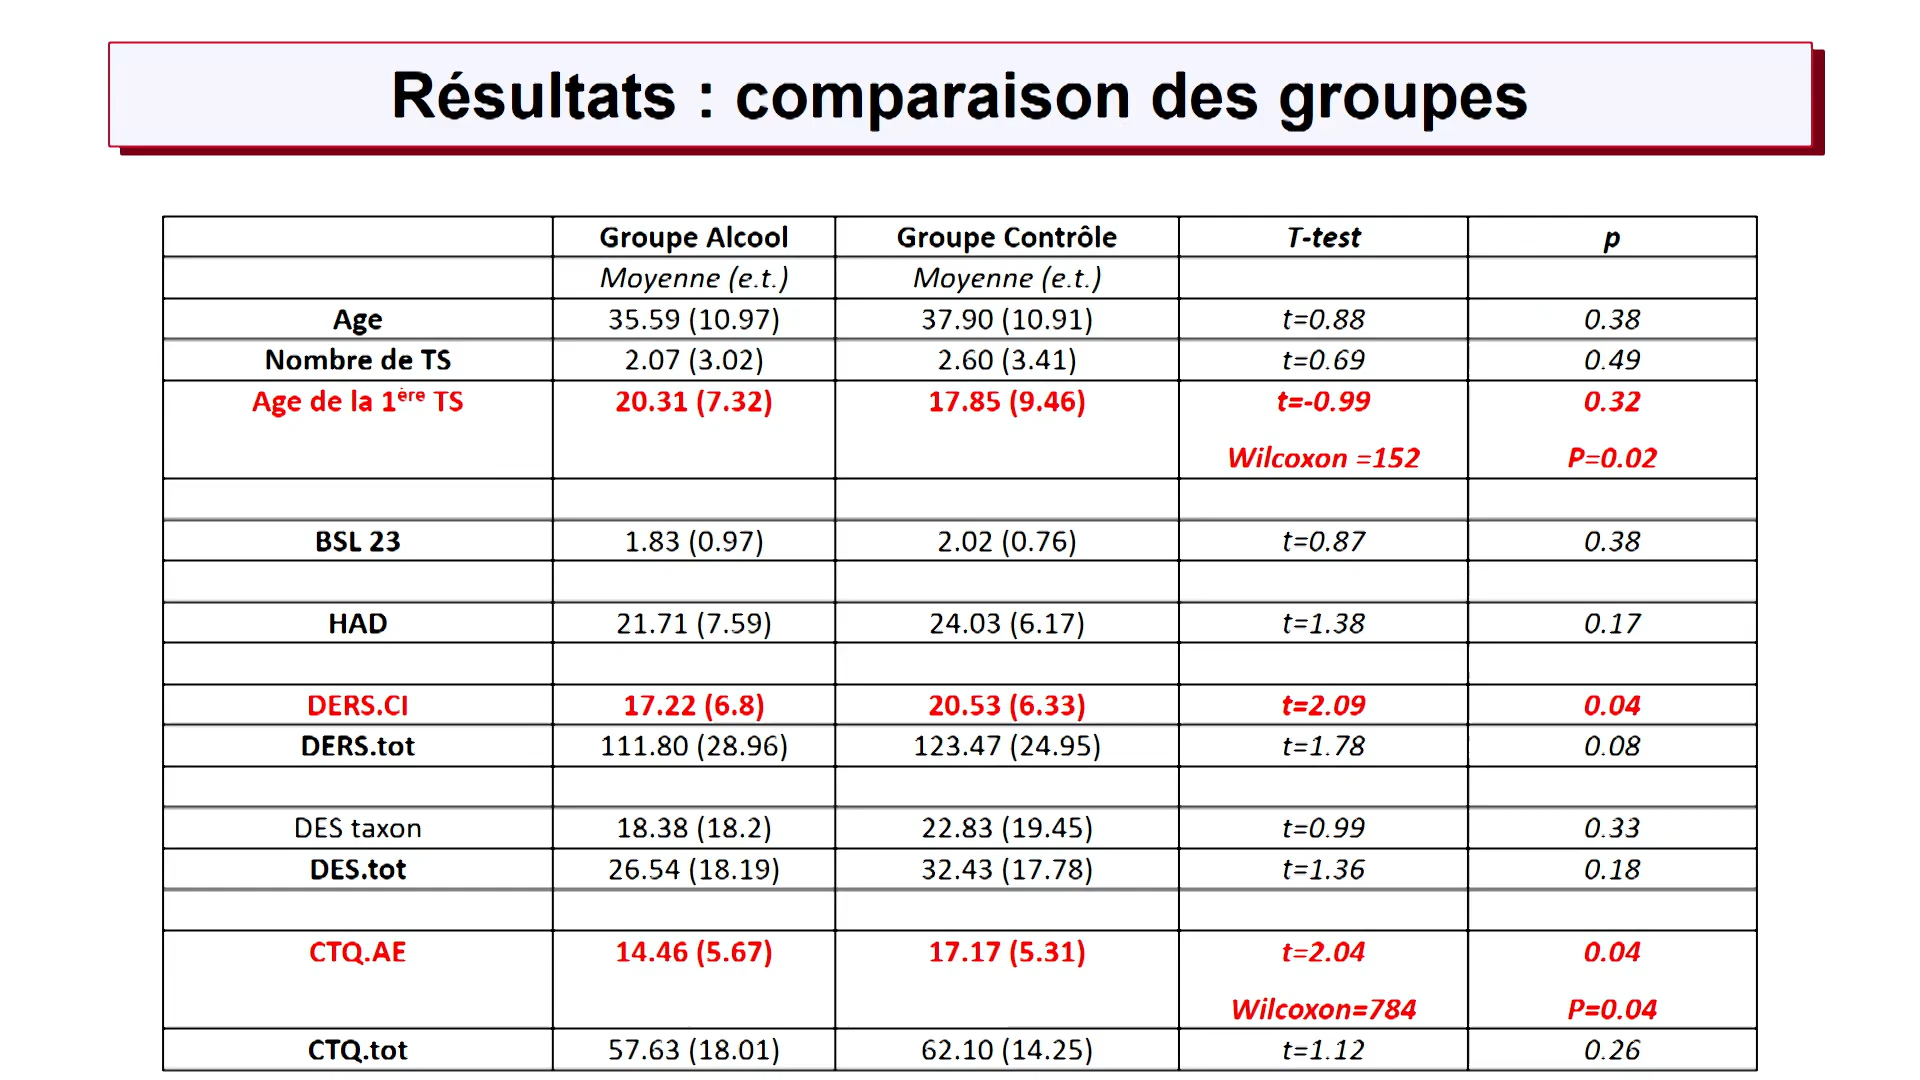 Résultats : comparaison des groupes
Groupe Alcool Groupe Contrôle T-test p
Moyenne (e.t.) Moyenne (e.t.)
Age 35.59 (10.97) 37.90 (10.91) t=0.88 0.38
Nombre de TS 2.07 (3.02) 2.60 (3.41) t=0.69 0.49
Age de la 1ère TS 20.31 (7.32) 17.85 (9.46) t=-0.99 0.32
Wilcoxon =152 P=0.02
BSL 23 1.83 (0.97) 2.02 (0.76) t=0.87 0.38
HAD 21.71 (7.59) 24.03 (6.17) t=1.38 0.17
DERS.CI 17.22 (6.8) 20.53 (6.33) t=2.09 0.04
DERS.tot 111.80 (28.96) 123.47 (24.95) t=1.78 0.08
DES taxon 18.38 (18.2) 22.83 (19.45) t=0.99 0.33
DES.tot 26.54 (18.19) 32.43 (17.78) t=1.36 0.18
CTQ.AE 14.46 (5.67) 17.17 (5.31) t=2.04 0.04
Wilcoxon=784 P=0.04
CTQ.tot 57.63 (18.01) 62.10 (14.25) t=1.12 0.26